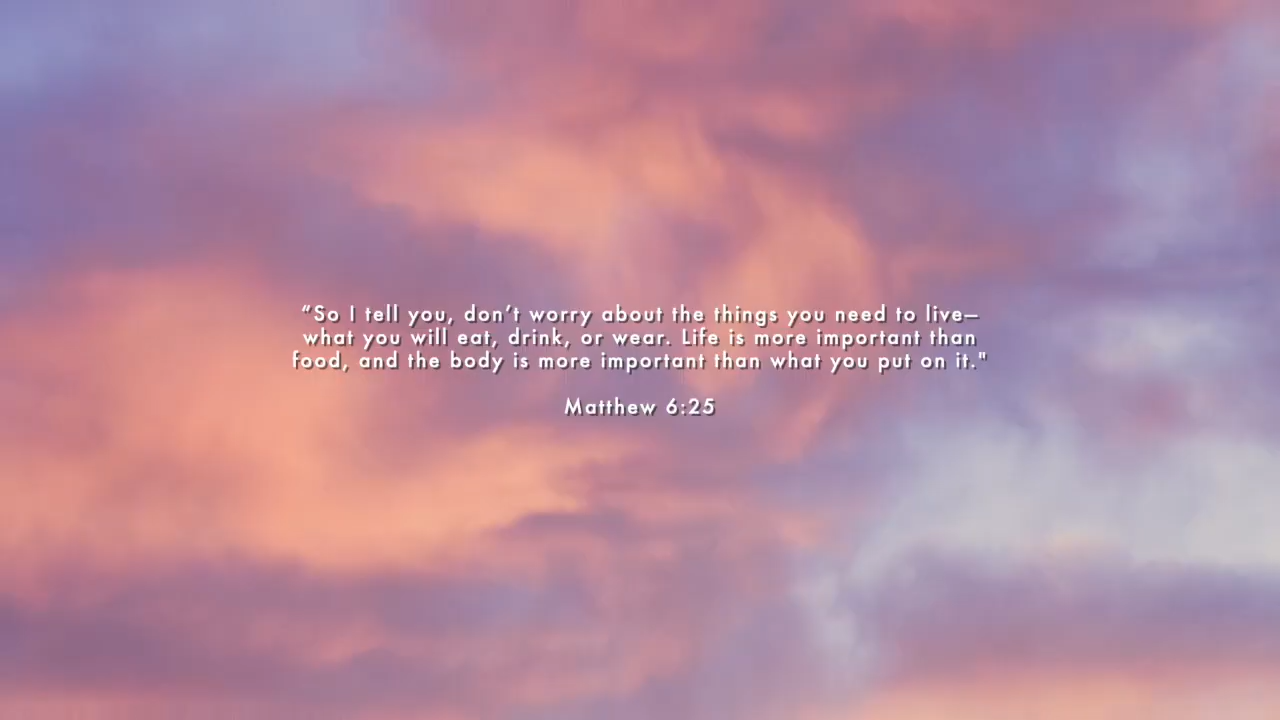 “So I tell you, don’t worry about the things you need to live—
what you will eat, drink, or wear. Life is more important than
food, and the body is more important than what you put on it."
Matthew 6:25